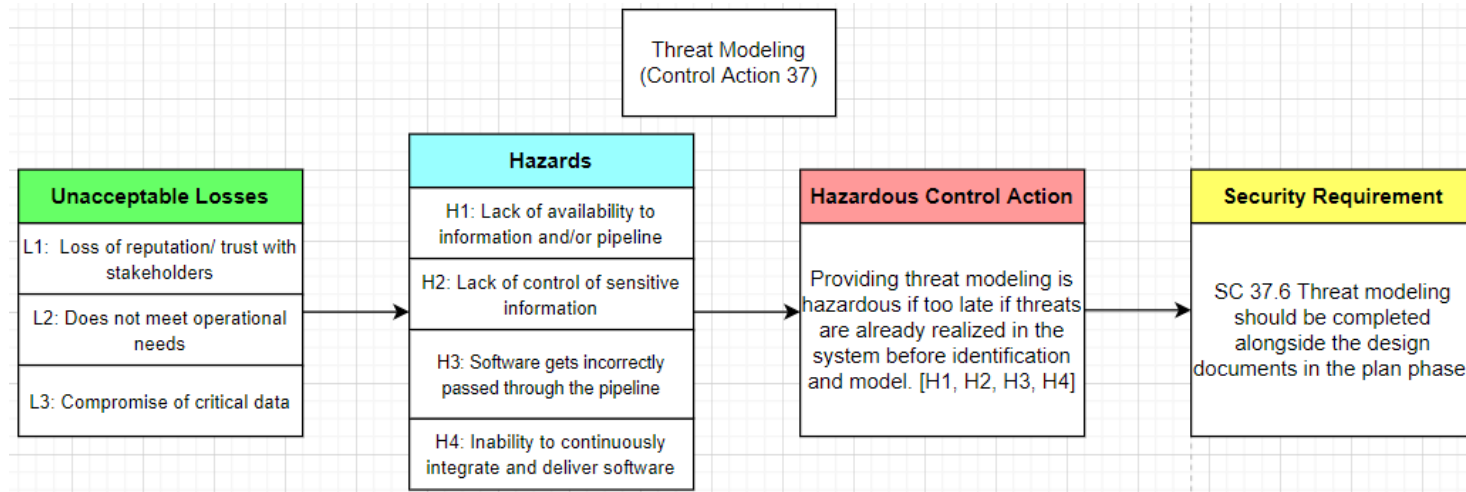 Threat Modeling
(Control Action 37)
Unacceptable Losses
L1: Loss of reputation/ trust with
stakeholders
L2: Does not meet operational
needs
L3: Compromise of critical data
Hazards
H1: Lack of availability to
information and/or pipeline
H2: Lack of control of sensitive
information
H3: Software gets incorrectly
passed through the pipeline
H4: Inability to continuously
integrate and deliver software
Hazardous Control Action
Providing threat modeling is
hazardous if too late if threats
are already realized in the
system before identification
and model. [H1, H2, H3, H4]
Security Requirement
SC 37.6 Threat modeling
should be completed
alongside the design
documents in the plan phase